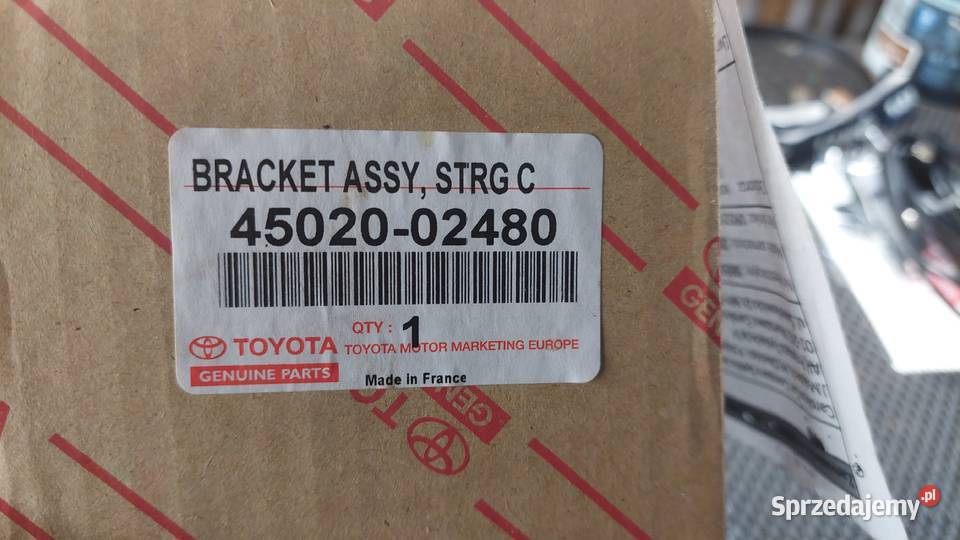 BRACKET ASSY, STRG C
45020-02480
QTY : 1
TOYOTA
TOYOTA MOTOR MARKETING EUROPE
GENUINE PARTS
Made in France
Sprzedajemy.pl